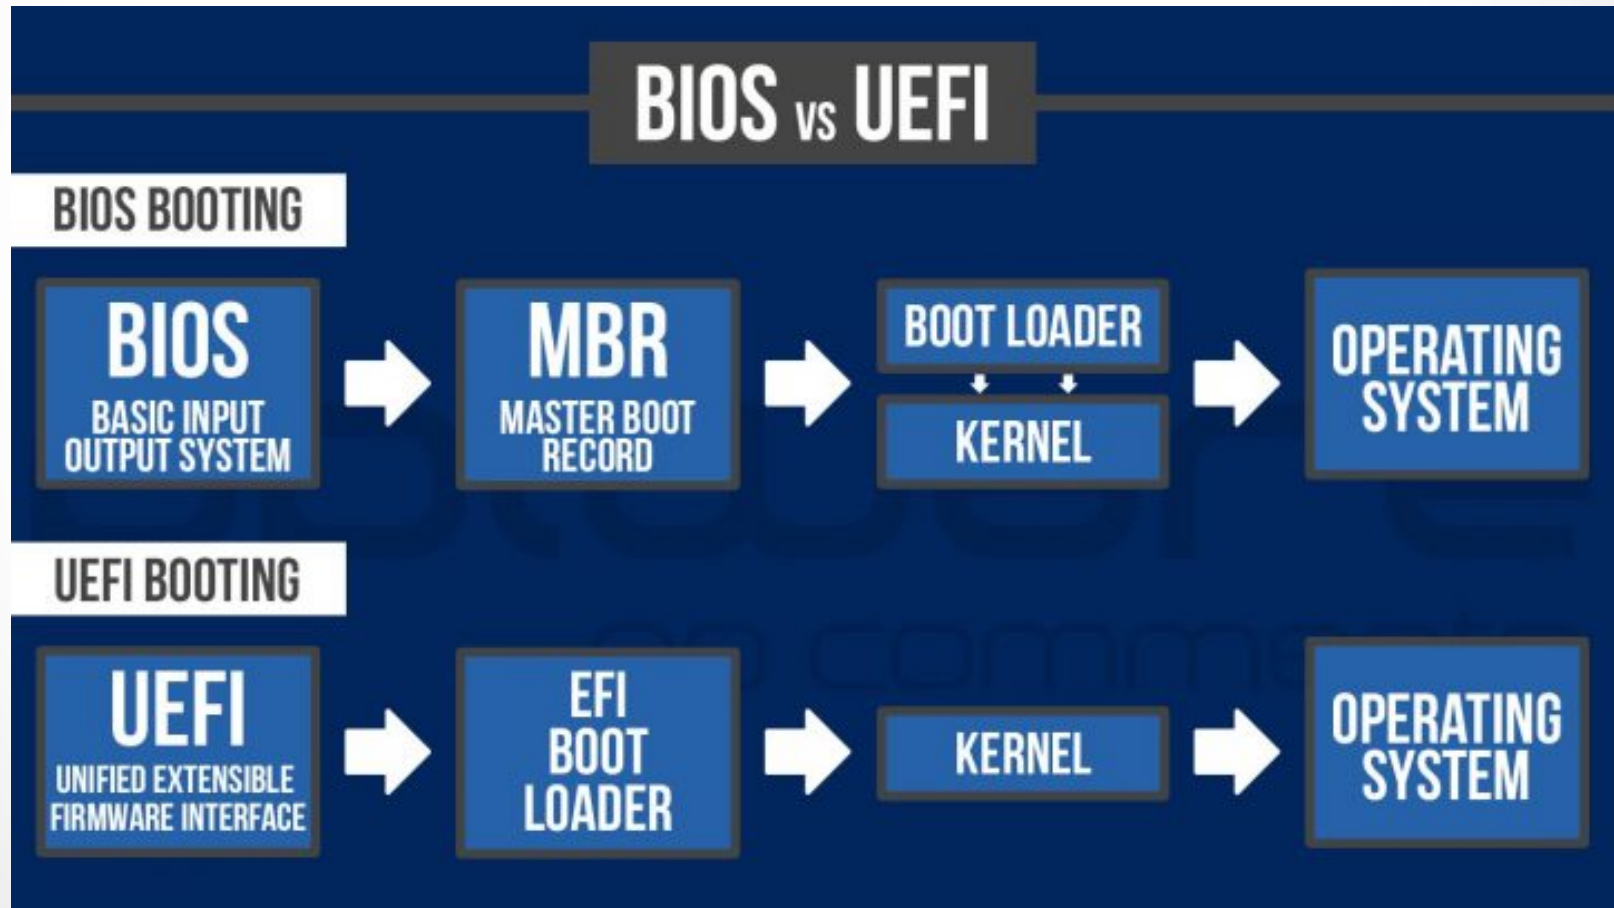 BIOS VS UEFI
BIOS BOOTING
BIOS
BASIC INPUT
OUTPUT SYSTEM
MBR
MASTER BOOT
RECORD
BOOT LOADER
KERNEL
OPERATING
SYSTEM
UEFI BOOTING
UEFI
UNIFIED EXTENSIBLE
FIRMWARE INTERFACE
EFI
BOOT
LOADER
KERNEL
OPERATING
SYSTEM